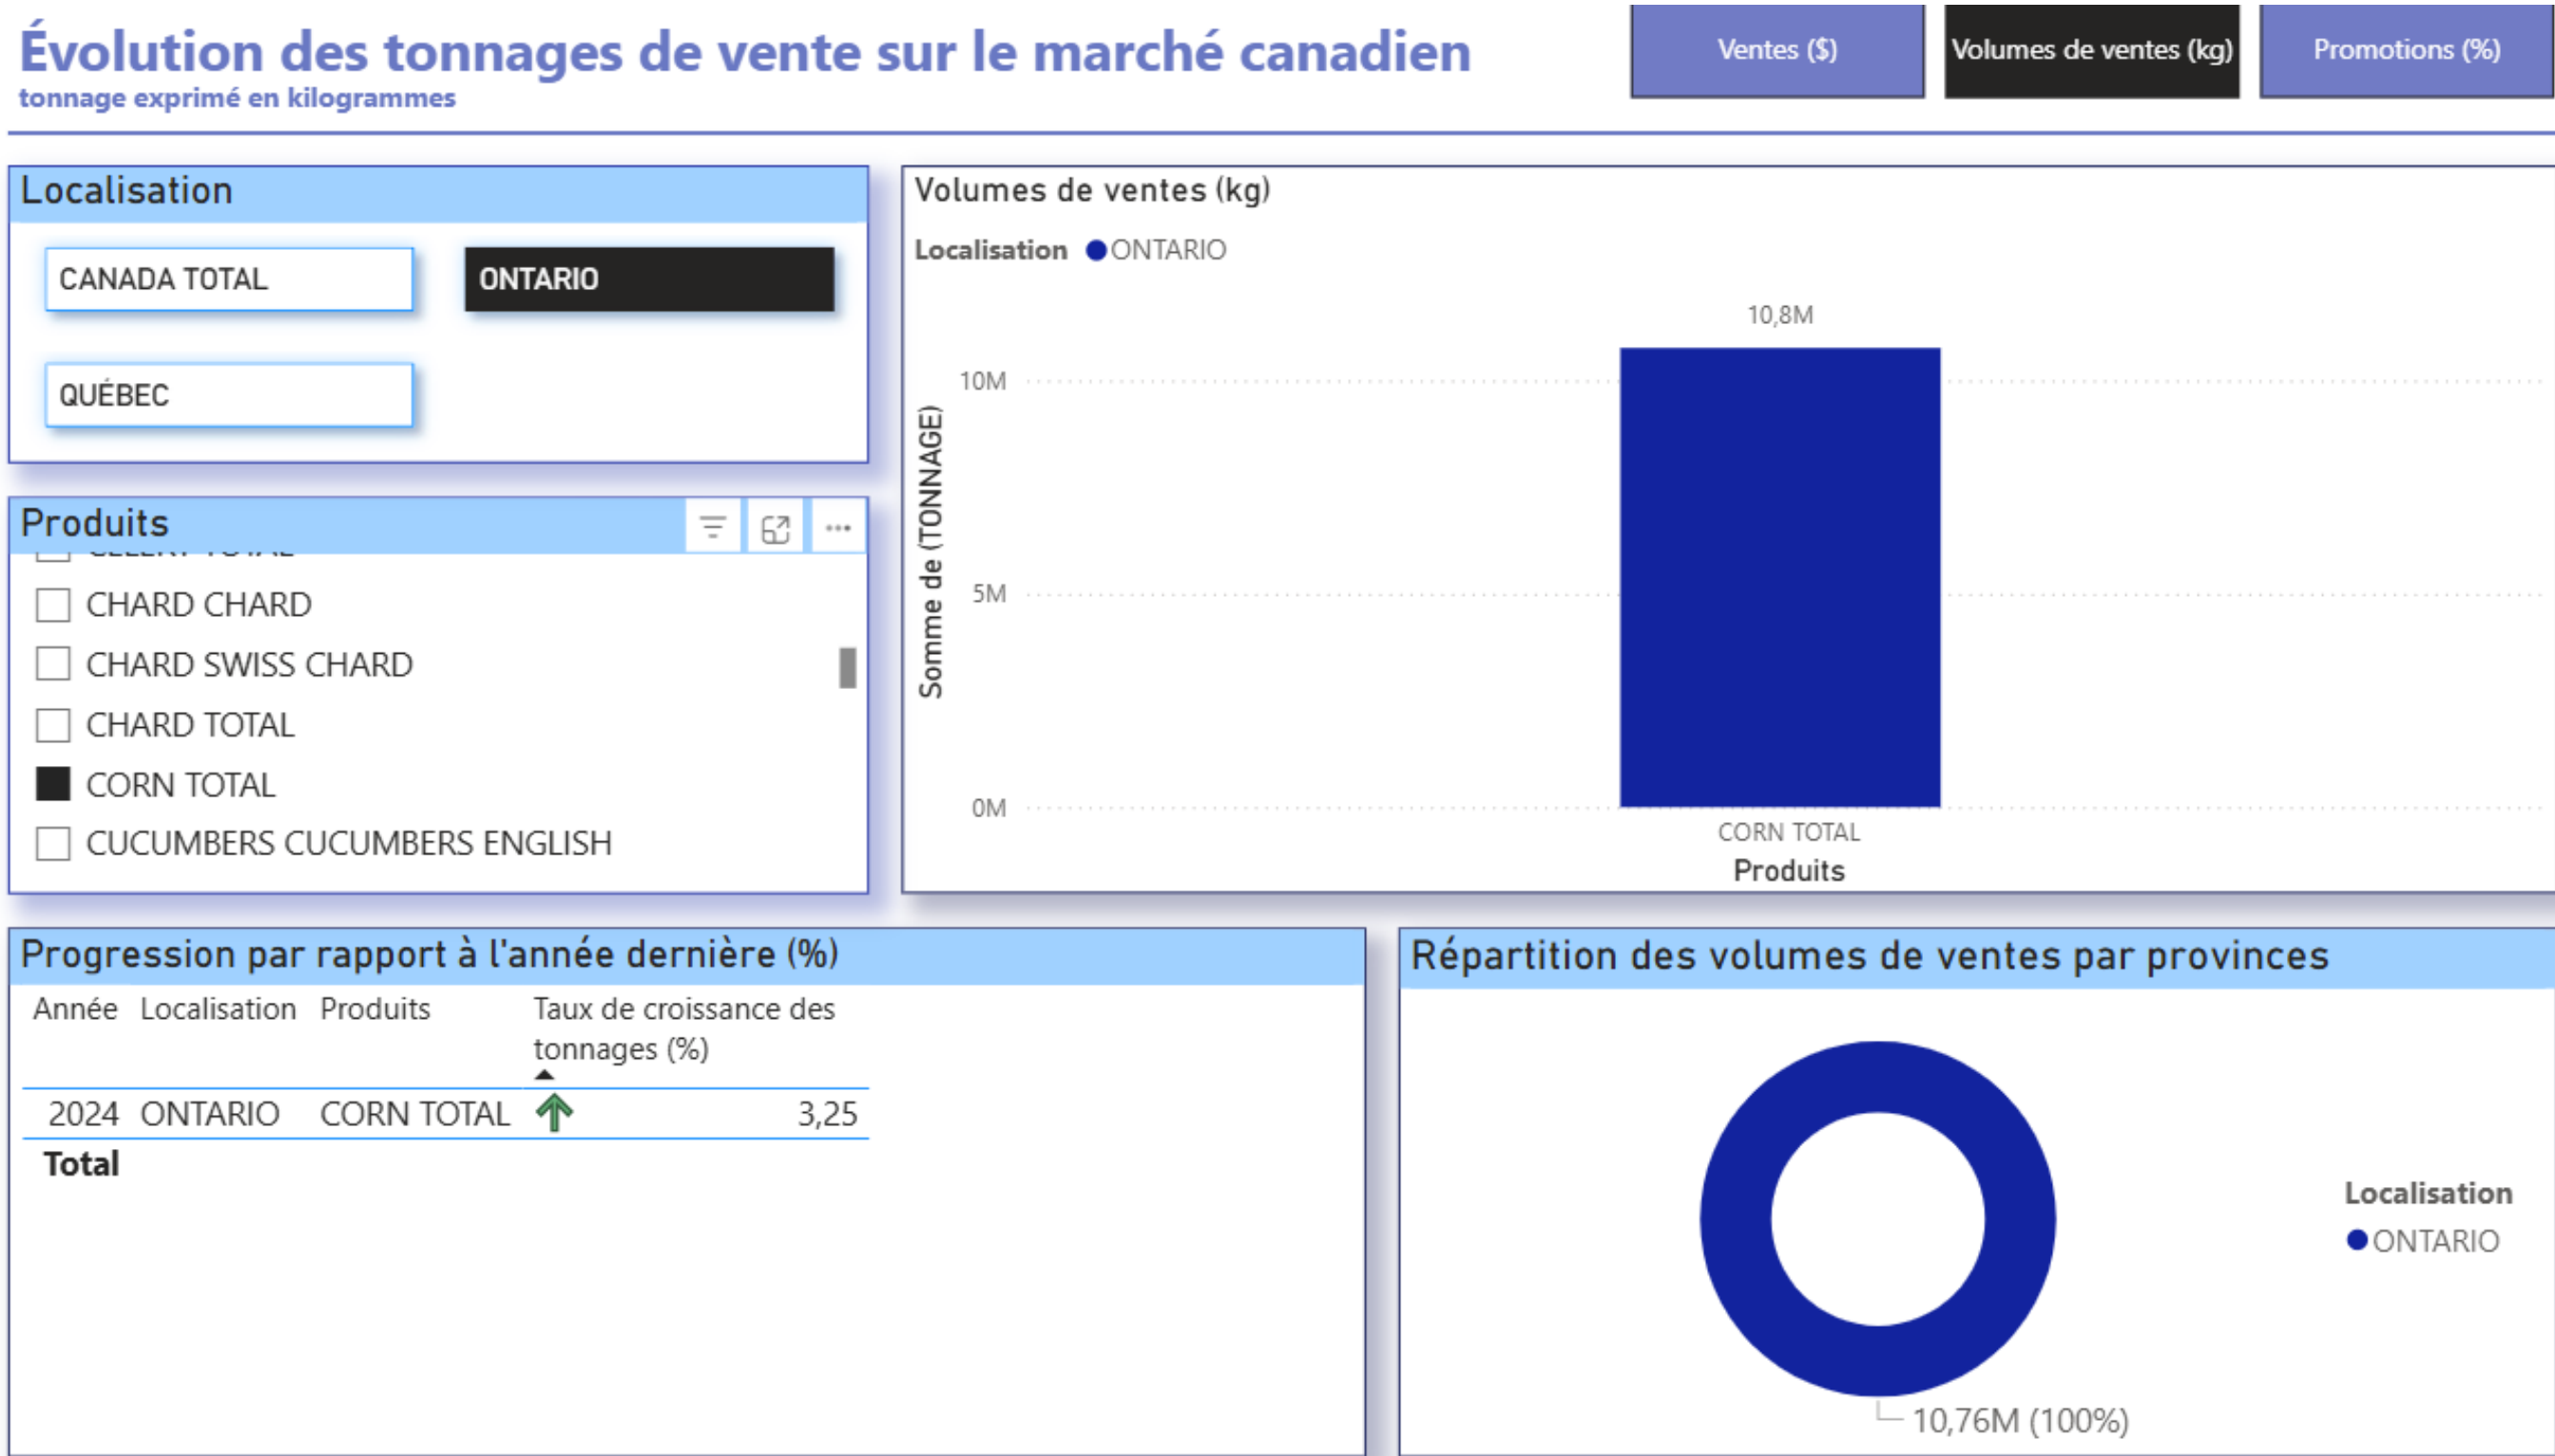 Évolution des tonnages de vente sur le marché canadien
tonnage exprimé en kilogrammes
Ventes ($)
Volumes de ventes (kg)
Promotions (%)
Localisation
CANADA TOTAL
ONTARIO
QUÉBEC
Produits
CHARD CHARD
CHARD SWISS CHARD
CHARD TOTAL
CORN TOTAL
CUCUMBERS CUCUMBERS ENGLISH
Volumes de ventes (kg)
Localisation ONTARIO
10,8M
10M
5M
0M
Somme de (TONNAGE)
CORN TOTAL
Produits
Progression par rapport à l'année dernière (%)
Année Localisation Produits Taux de croissance des
tonnages (%)
2024 ONTARIO CORN TOTAL 3,25
Total
Répartition des volumes de ventes par provinces
Localisation
ONTARIO
10,76M (100%)